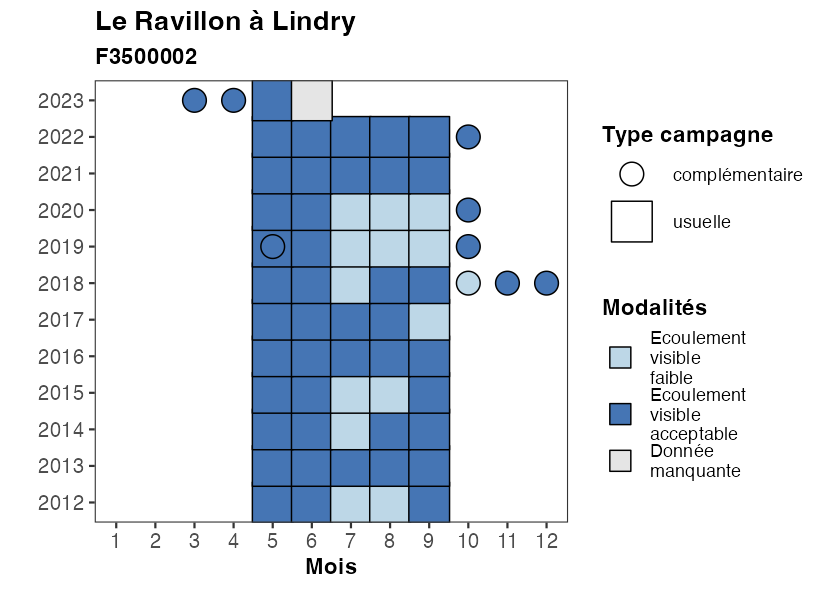 Le Ravillon à Lindry
F3500002
2023
2022
2021
2020
2019
2018
2017
2016
2015
2014
2013
2012
1 2 3 4 5 6 7 8 9 10 11 12
Mois
Type campagne
complémentaire
usuelle
Modalités
Ecoulement
visible
faible
Ecoulement
visible
acceptable
Donnée
manquante